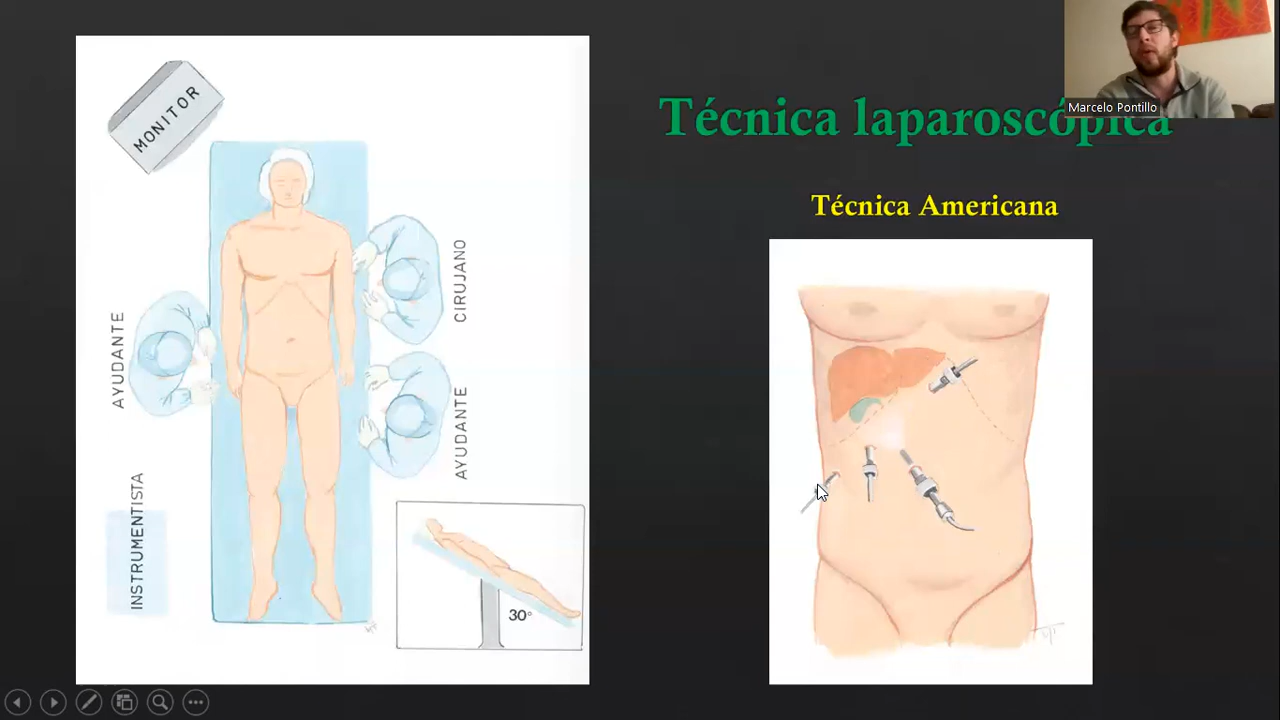 MONITOR
CIRUJANO
AYUDANTE
AYUDANTE
INSTRUMENTISTA
30°
Técnica laparoscópica
Técnica Americana
Marcelo Pontillo